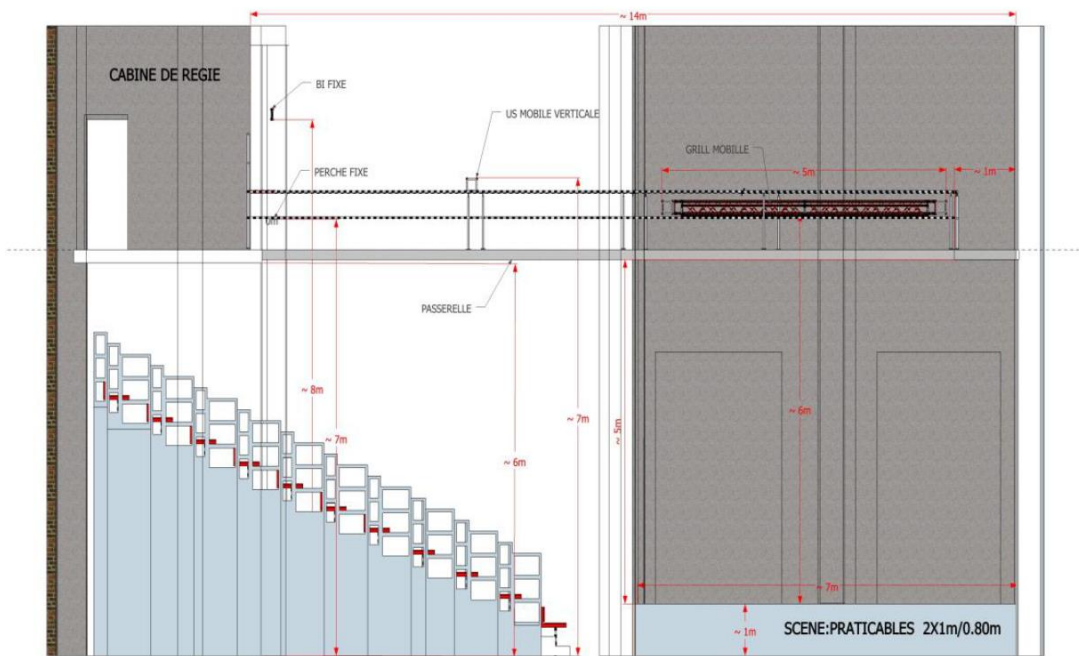 ~ 14m
CABINE DE REGIE
BI FIXE
US MOBILE VERTICALE
GRILL MOBILLE
PERCHE FIXE
~ 5m
~ 1m
PASSERELLE
~ 8m
~ 7m
~ 6m
~ 7m
~ 5m
~ 6m
~ 7m
~ 1m
SCENE:PRATICABLES 2X1m/0.80m